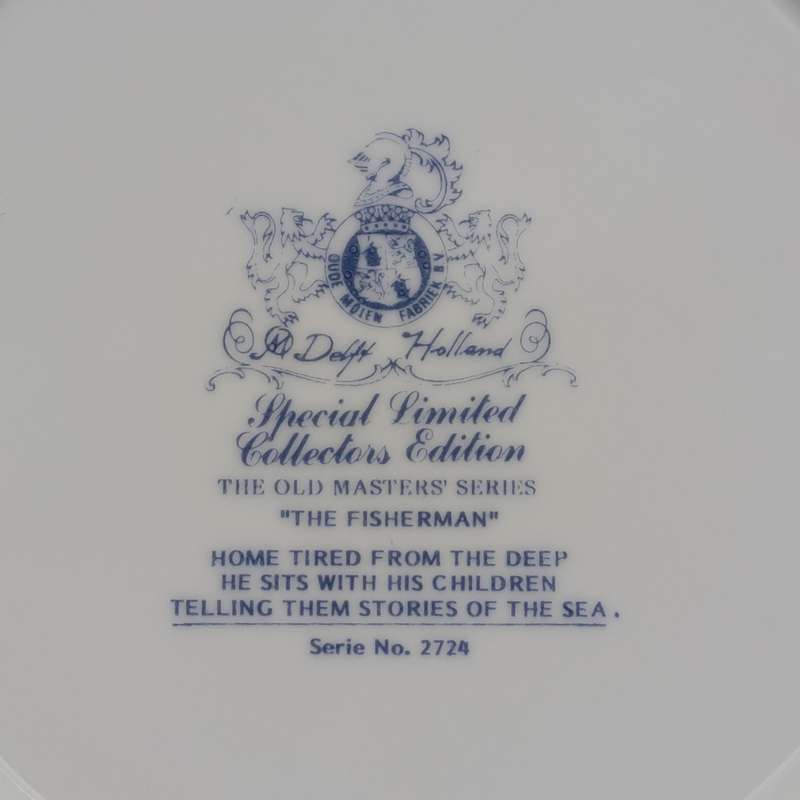 OUDE MOLEN FABRIEK B.V.
Delft Holland
Special Limited
Collectors Edition
THE OLD MASTERS' SERIES
"THE FISHERMAN"
HOME TIRED FROM THE DEEP
HE SITS WITH HIS CHILDREN
TELLING THEM STORIES OF THE SEA.
Serie No. 2724